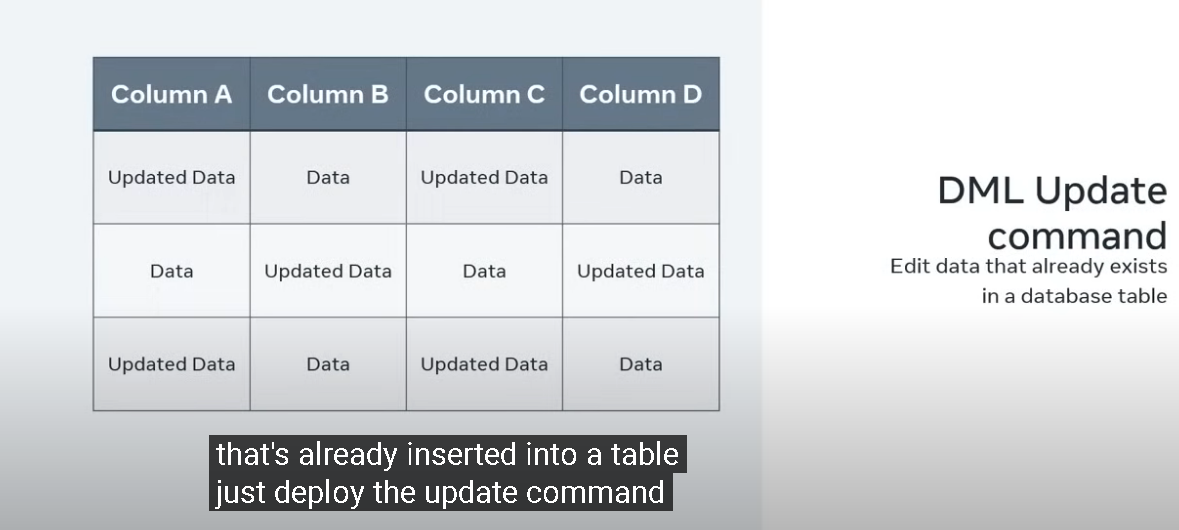 Column A Column B Column C Column D
Updated Data Data Updated Data Data
Data Updated Data Data Updated Data
Updated Data Data Updated Data Data
DML Update
command
Edit data that already exists
in a database table
that's already inserted into a table
just deploy the update command